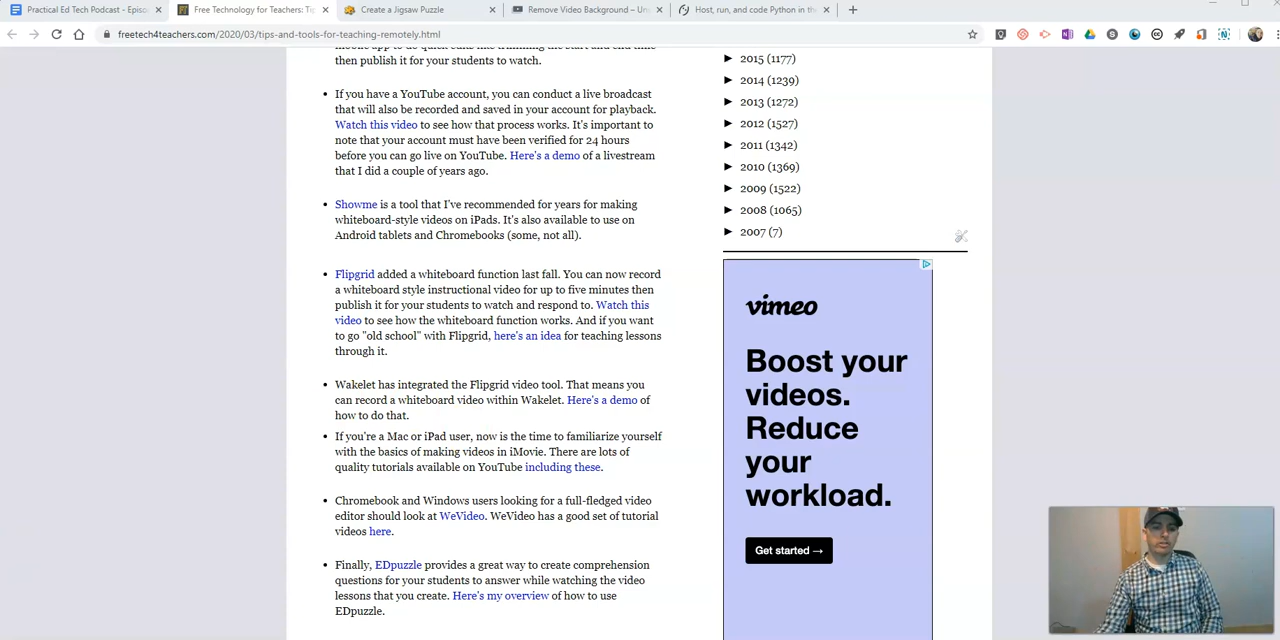 Practical Ed Tech Podcast - Episo
Free Technology for Teachers: Tip
Create a Jigsaw Puzzle
Remove Video Background – Uns
Host, run, and code Python in the
freetech4teachers.com/2020/03/tips-and-tools-for-teaching-remotely.html
then publish it for your students to watch.
If you have a YouTube account, you can conduct a live broadcast
that will also be recorded and saved in your account for playback.
Watch this video to see how that process works. It's important to
note that your account must have been verified for 24 hours
before you can go live on YouTube. Here's a demo of a livestream
that I did a couple of years ago.
Showme is a tool that I've recommended for years for making
whiteboard-style videos on iPads. It's also available to use on
Android tablets and Chromebooks (some, not all).
Flipgrid added a whiteboard function last fall. You can now record
a whiteboard style instructional video for up to five minutes then
publish it for your students to watch and respond to. Watch this
video to see how the whiteboard function works. And if you want
to go "old school" with Flipgrid, here's an idea for teaching lessons
through it.
Wakelet has integrated the Flipgrid video tool. That means you
can record a whiteboard video within Wakelet. Here's a demo of
how to do that.
If you're a Mac or iPad user, now is the time to familiarize yourself
with the basics of making videos in iMovie. There are lots of
quality tutorials available on YouTube including these.
Chromebook and Windows users looking for a full-fledged video
editor should look at WeVideo. WeVideo has a good set of tutorial
videos here.
Finally, EDpuzzle provides a great way to create comprehension
questions for your students to answer while watching the video
lessons that you create. Here's my overview of how to use
EDpuzzle.
► 2015 (1177)
► 2014 (1239)
► 2013 (1272)
► 2012 (1527)
► 2011 (1342)
► 2010 (1369)
► 2009 (1522)
► 2008 (1065)
► 2007 (7)
vimeo
Boost your
videos.
Reduce
your
workload.
Get started →